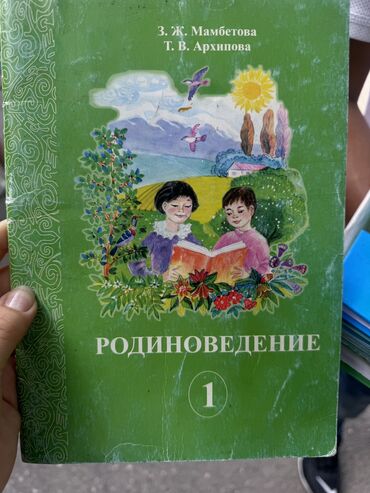 З. Ж. Мамбетова
Т. В. Архипова
РОДИНОВЕДЕНИЕ
1